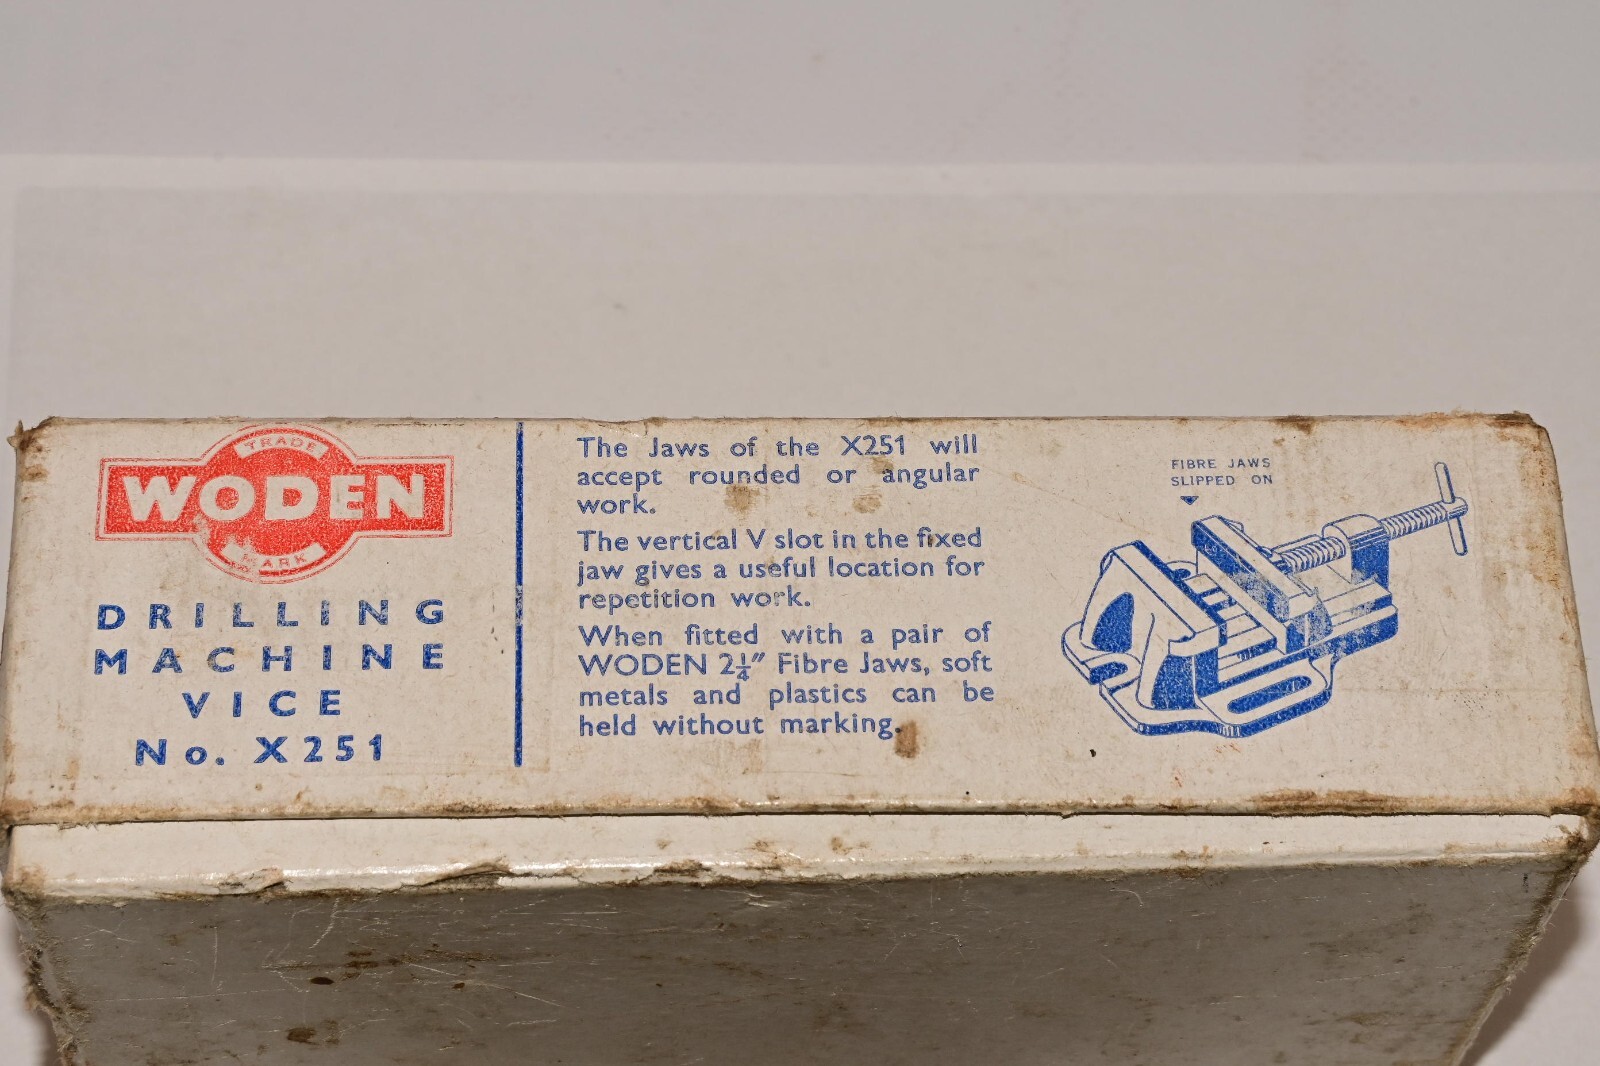 TRADE
WODEN
MARK
DRILLING
MACHINE
VICE
No. X251
The Jaws of the X251 will
accept rounded or angular
work.
The vertical V slot in the fixed
jaw gives a useful location for
repetition work.
When fitted with a pair of
WODEN 2¼" Fibre Jaws, soft
metals and plastics can be
held without marking.
FIBRE JAWS
SLIPPED ON